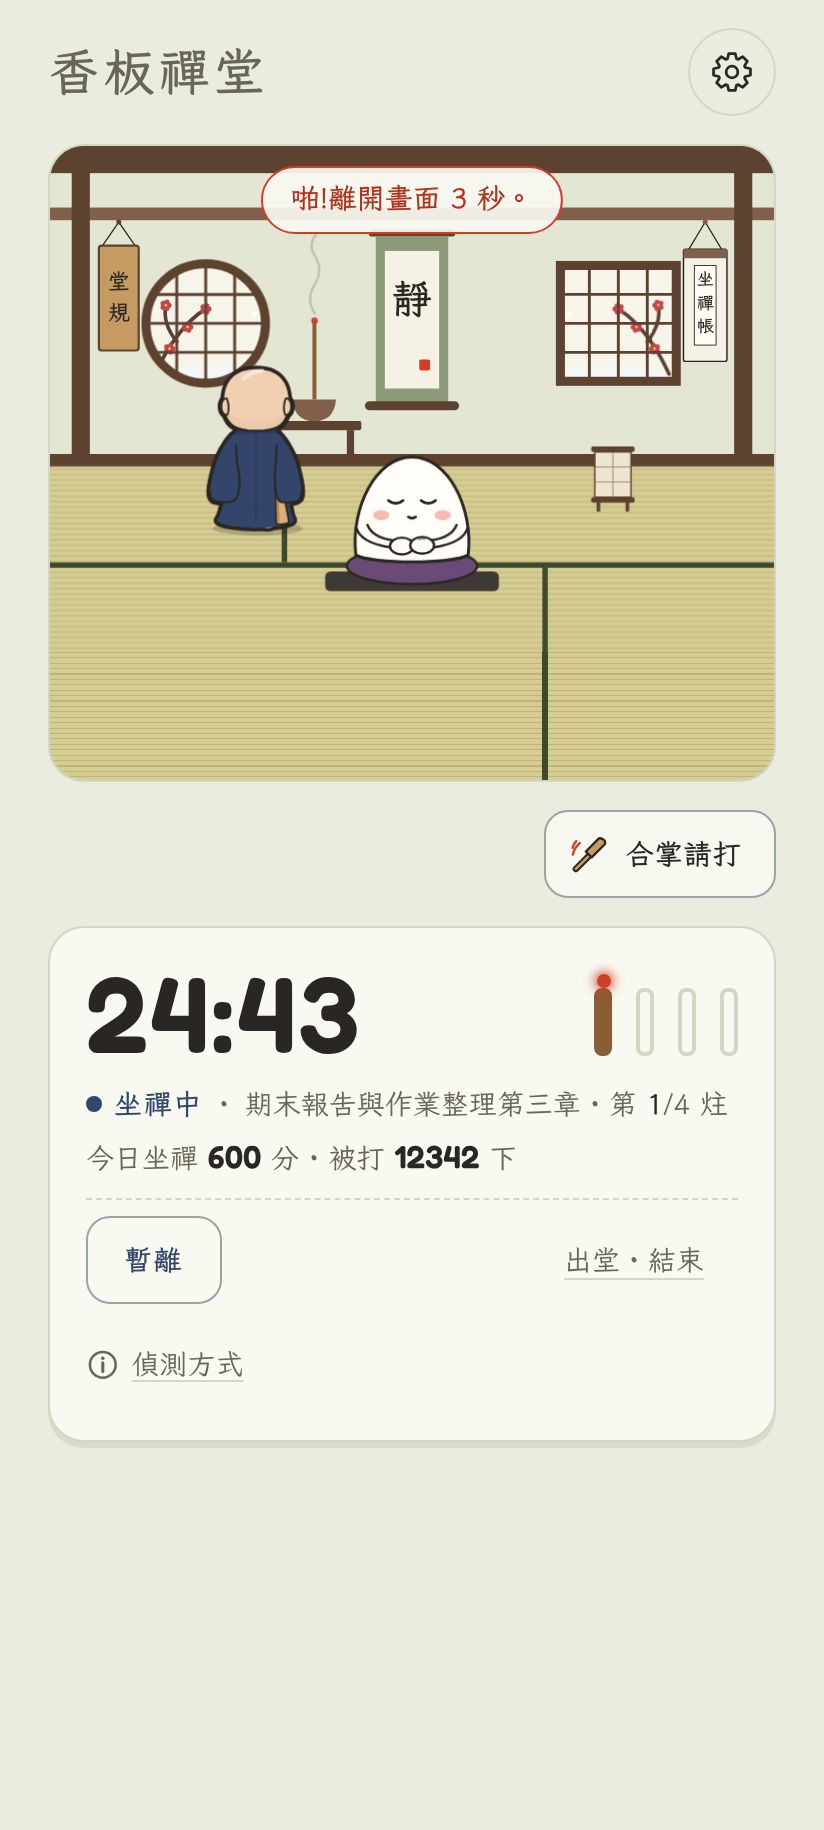 香板禪堂
啪!離開畫面 3 秒。
堂規
靜
坐禪帳
合掌請打
24:43
坐禪中 · 期末報告與作業整理第三章 · 第 1/4 炷
今日坐禪 600 分 · 被打 12342 下
暫離
出堂 · 結束
偵測方式